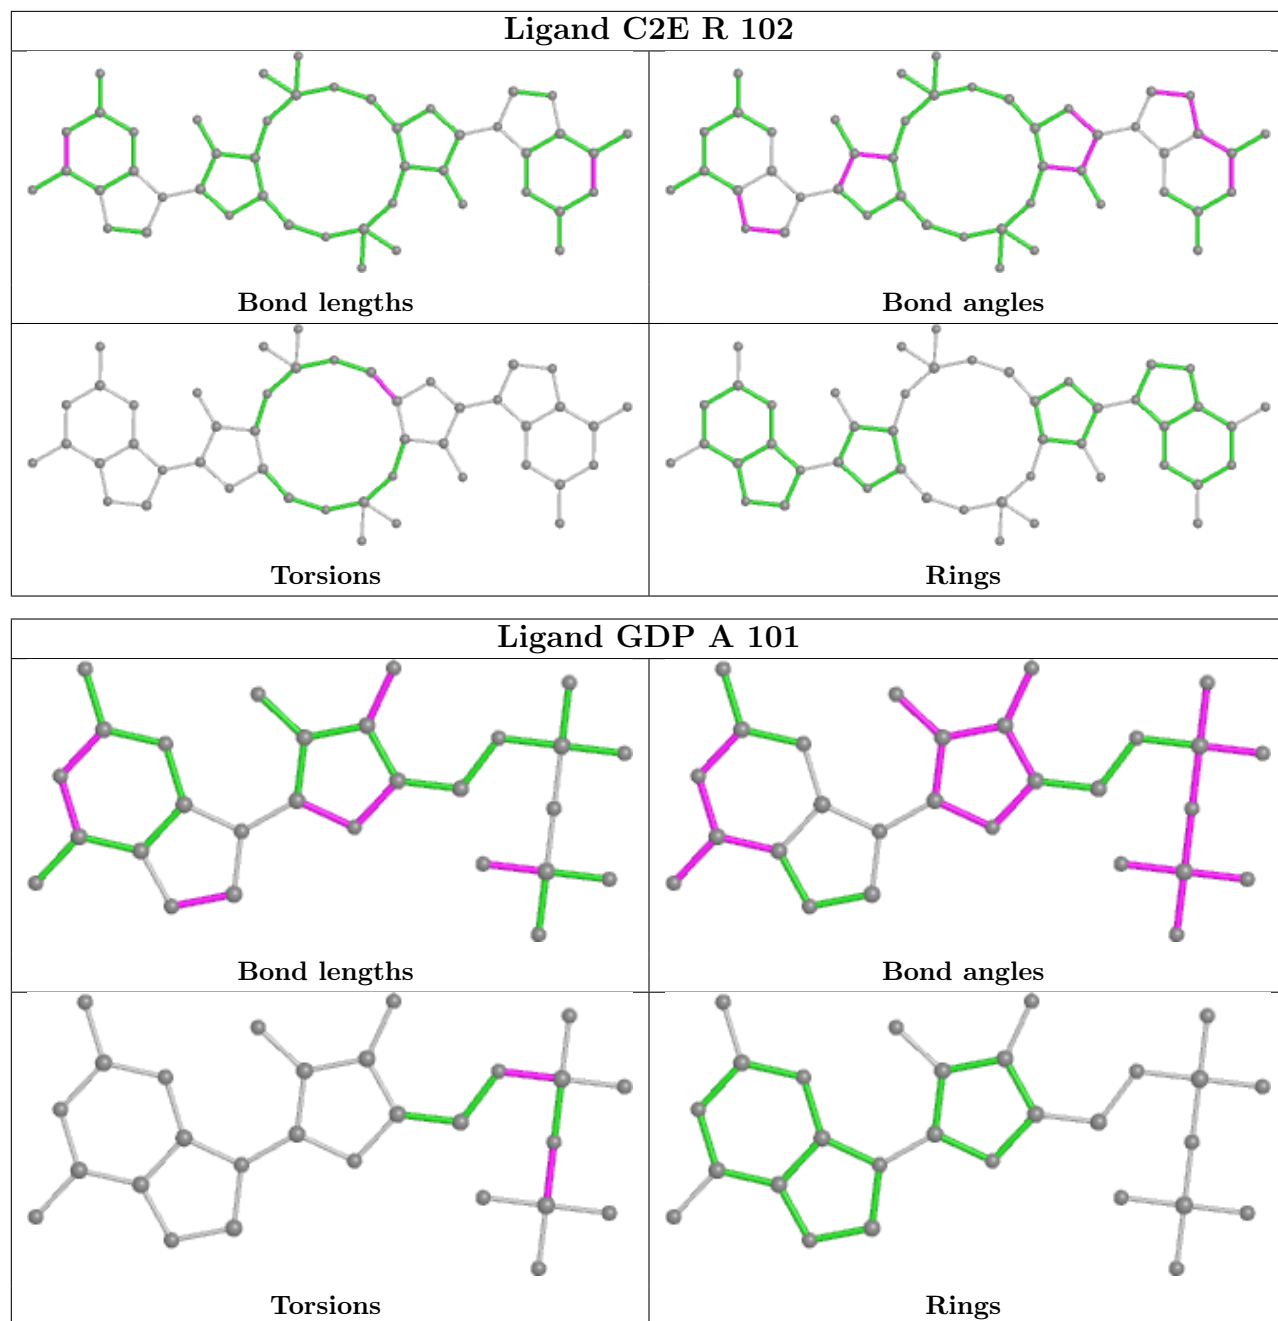 Ligand C2E R 102
Bond lengths
Bond angles
Torsions
Rings
Ligand GDP A 101
Bond lengths
Bond angles
Torsions
Rings